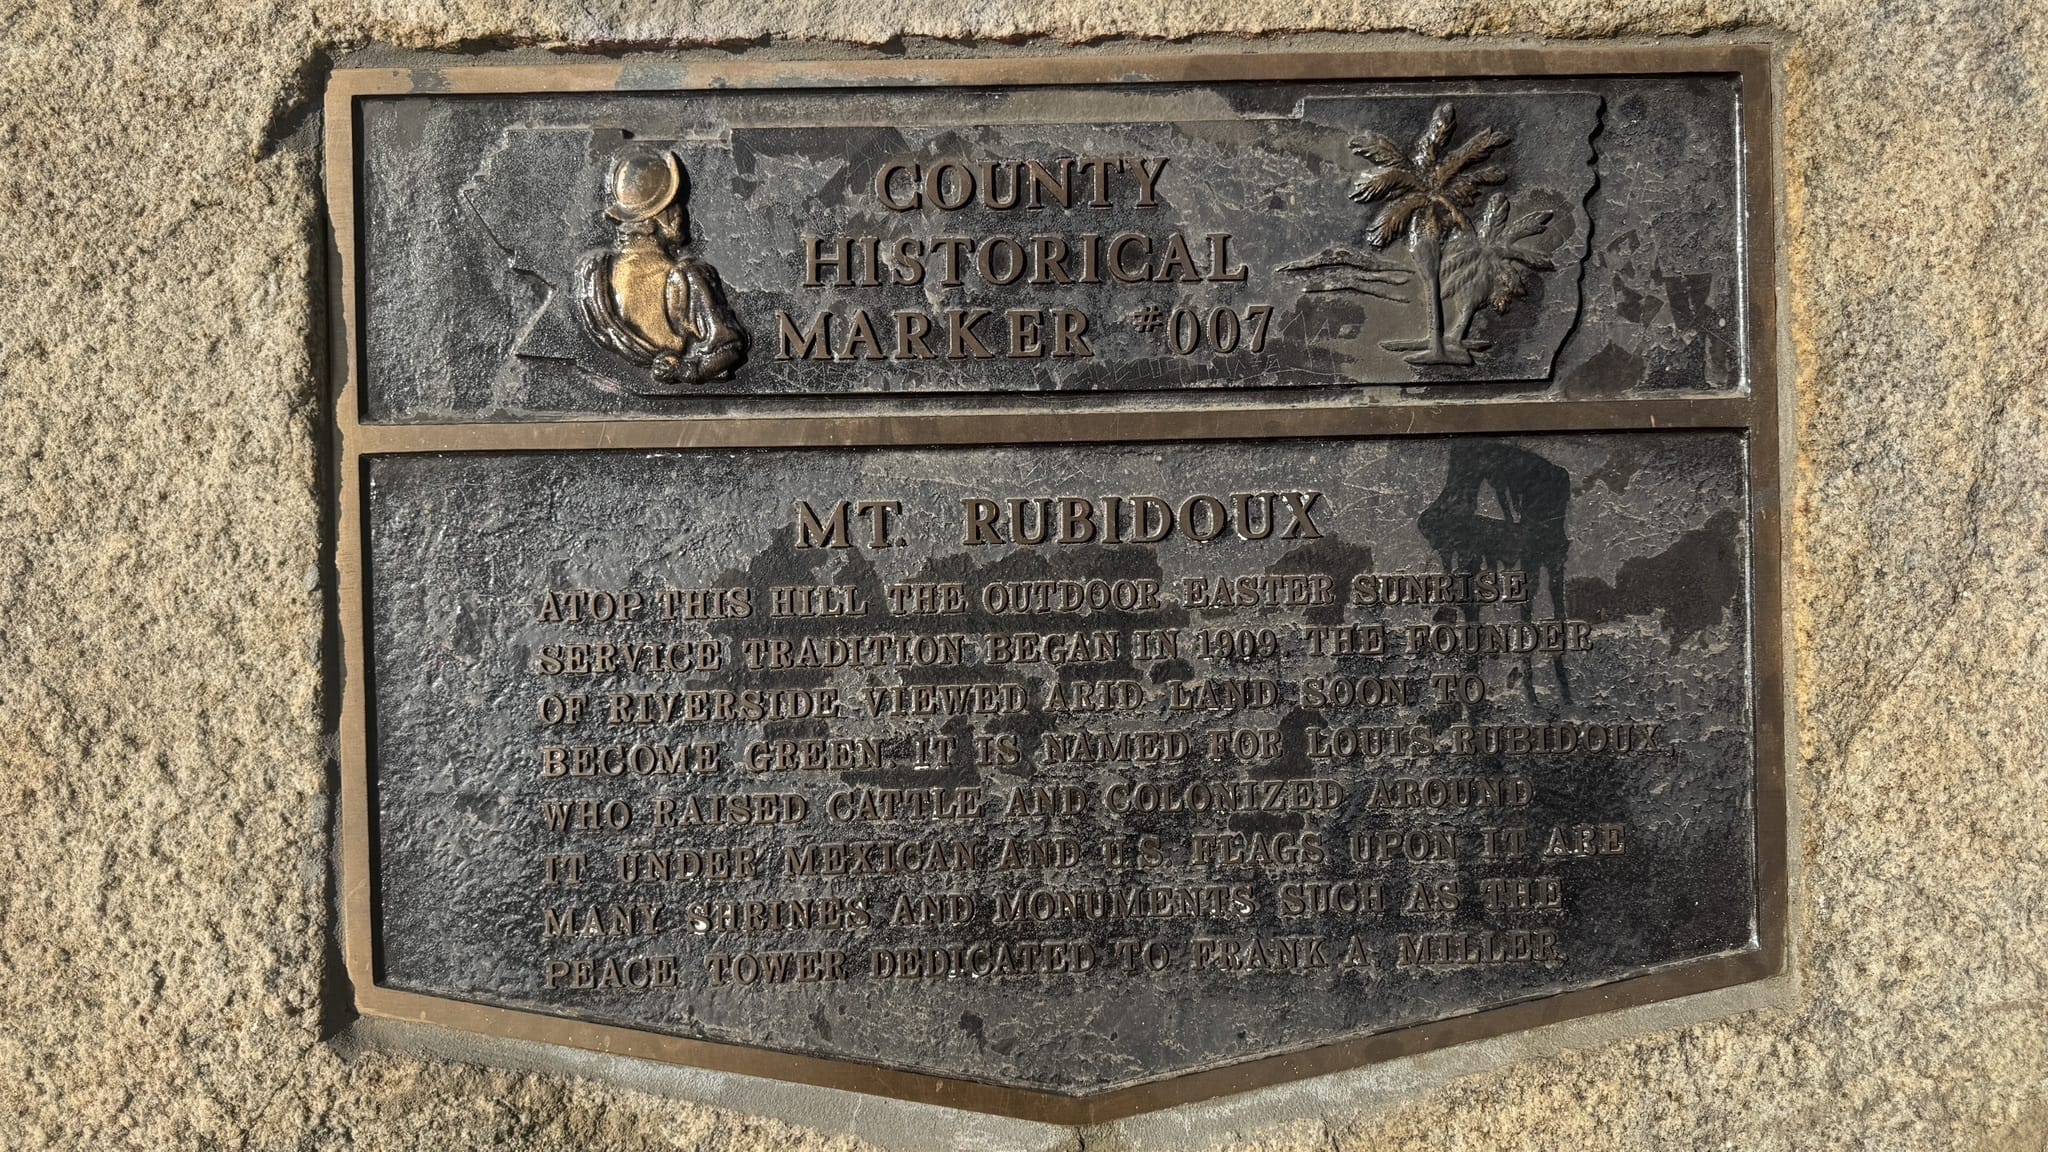 COUNTY
HISTORICAL
MARKER #007
MT. RUBIDOUX
ATOP THIS HILL THE OUTDOOR EASTER SUNRISE
SERVICE TRADITION BEGAN IN 1909. THE FOUNDER
OF RIVERSIDE VIEWED ARID LAND SOON TO
BECOME GREEN. IT IS NAMED FOR LOUIS RUBIDOUX,
WHO RAISED CATTLE AND COLONIZED AROUND
IT UNDER MEXICAN AND U.S. FLAGS UPON IT ARE
MANY SHRINES AND MONUMENTS SUCH AS THE
PEACE TOWER DEDICATED TO FRANK A. MILLER.